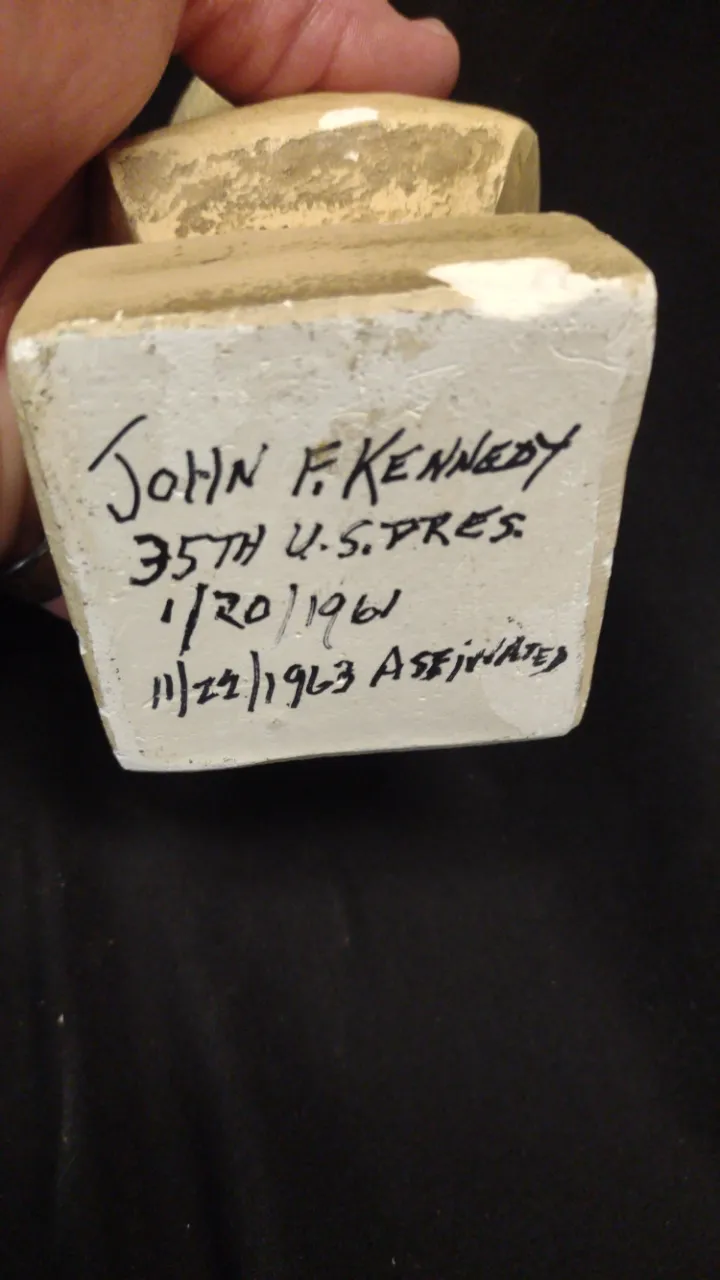 JOHN F. KENNEDY
35TH U.S. PRES.
1/20/1961
11/22/1963 ASSINATED